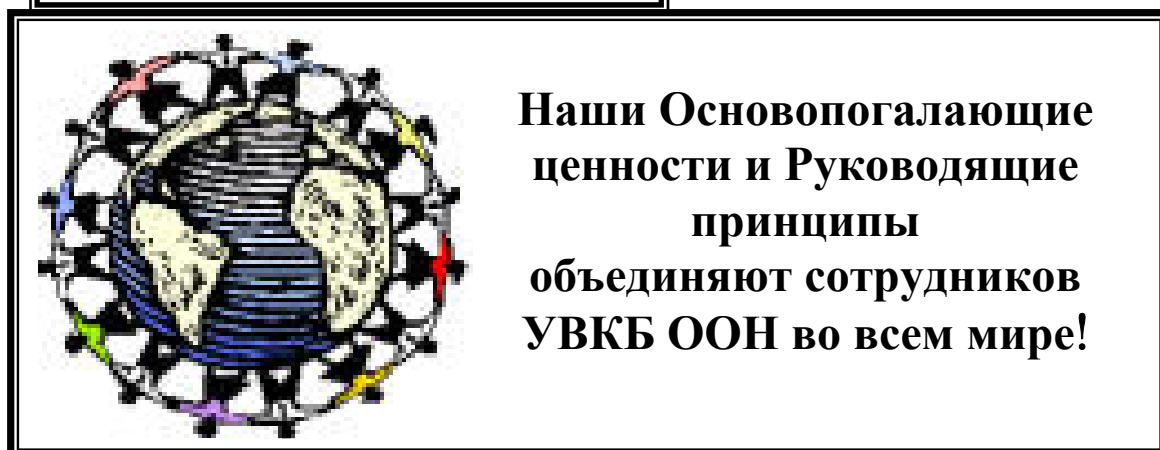 Наши Основопогалающие
ценности и Руководящие
принципы
объединяют сотрудников
УВКБ ООН во всем мире!